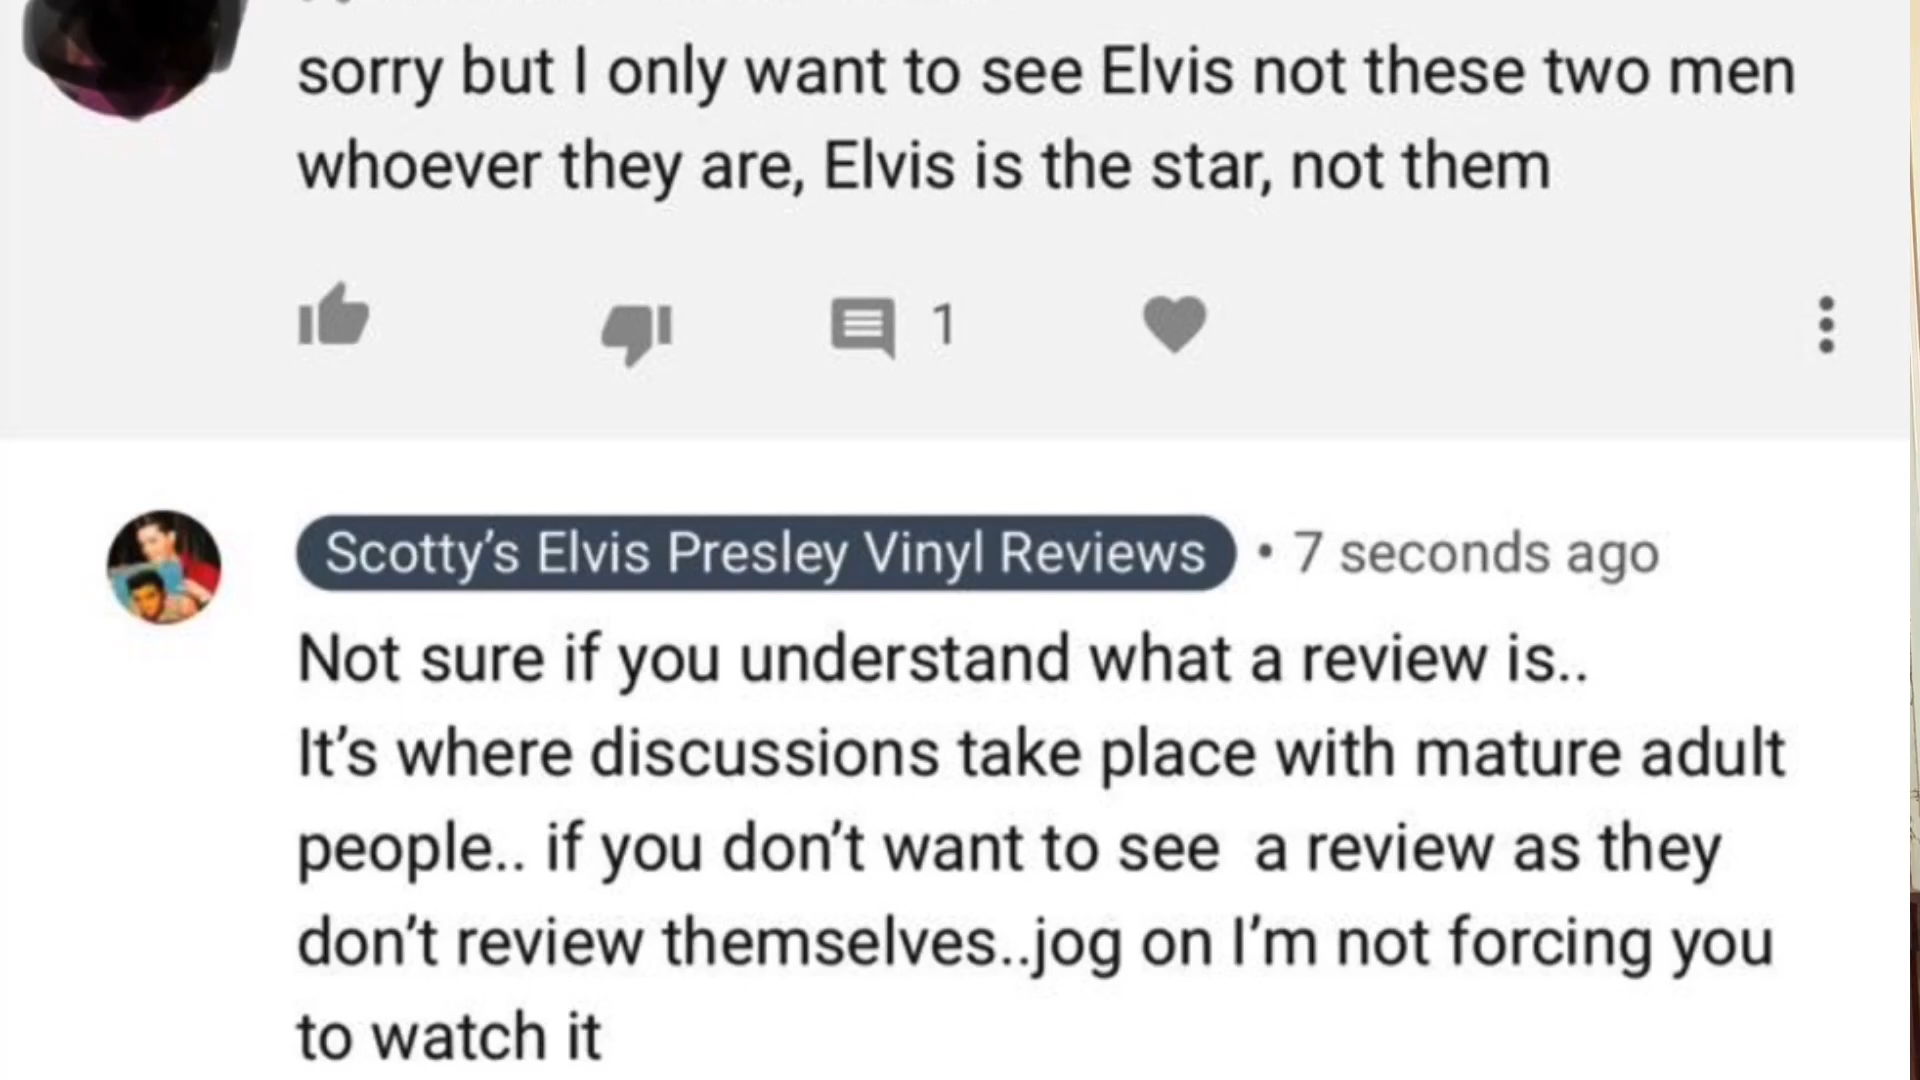 sorry but I only want to see Elvis not these two men
whoever they are, Elvis is the star, not them
1
Scotty’s Elvis Presley Vinyl Reviews • 7 seconds ago
Not sure if you understand what a review is..
It’s where discussions take place with mature adult
people.. if you don’t want to see  a review as they
don’t review themselves..jog on I’m not forcing you
to watch it